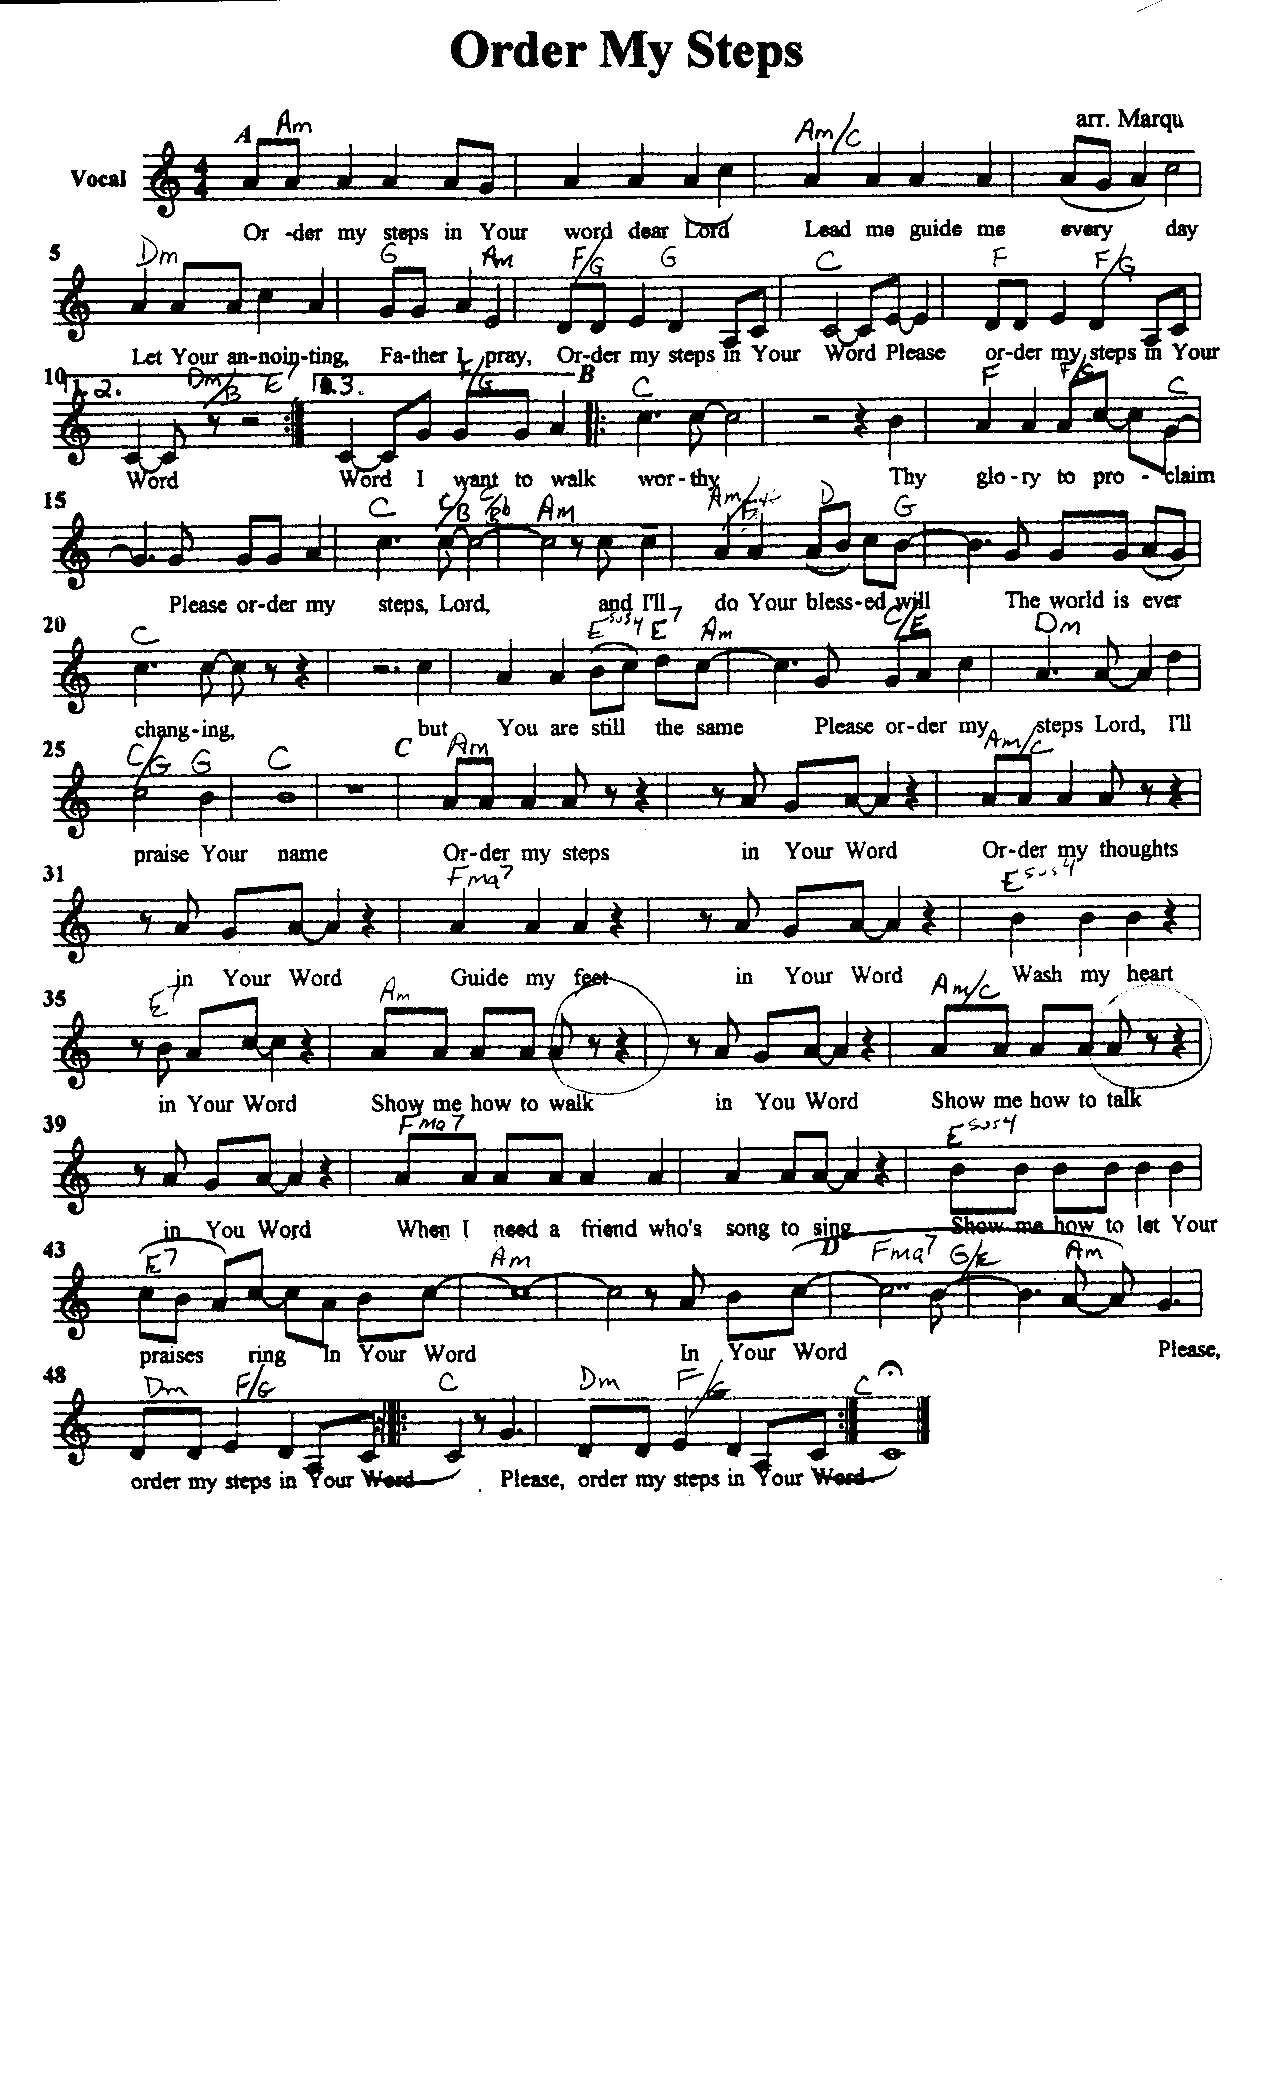 Order My Steps
arr. Marqu
A Am Am/C
Vocal
Or -der my steps in Your word dear Lord Lead me guide me every day
5 Dm G Am F/G G C F F/G
Let Your an-noin-ting, Fa-ther I pray, Or-der my steps in Your Word Please or-der my steps in Your
10 1. 2. Dm/B E7 3. F/G B C F F/G C
Word Word I want to walk wor-thy Thy glo-ry to pro - claim
15 C C/B C/Bb Am Am D G
Please or-der my steps, Lord, and I'll do Your bless-ed will The world is ever
20 C Esus4 E7 Am C/E Dm
chang-ing, but You are still the same Please or-der my steps Lord, I'll
25 C/G G C C Am Am/C
praise Your name Or-der my steps in Your Word Or-der my thoughts
31 Fma7 Esus4
in Your Word Guide my feet in Your Word Wash my heart
35 E7 Am Am/C
in Your Word Show me how to walk in You Word Show me how to talk
39 Fma7 Esus4
in You Word When I need a friend who's song to sing Show me how to let Your
43 E7 Am D Fma7 G/E Am
praises ring In Your Word In Your Word Please,
48 Dm F/G C Dm F/G C
order my steps in Your Word Please, order my steps in Your Word